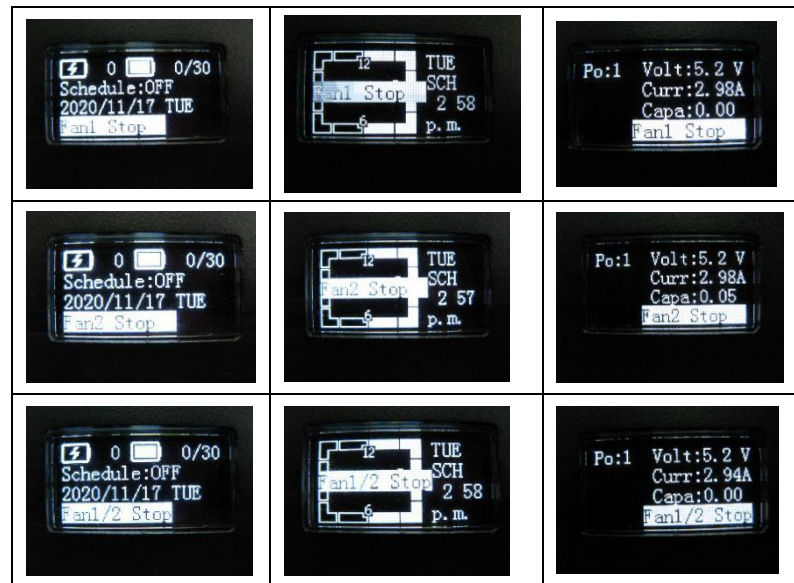 0 0/30
Schedule:OFF
2020/11/17 TUE
Fan1 Stop
12
TUE
SCH
Fan1 Stop
2 58
6
p.m.
Po:1 Volt:5.2 V
Curr:2.98A
Capa:0.00
Fan1 Stop
0 0/30
Schedule:OFF
2020/11/17 TUE
Fan2 Stop
12
TUE
SCH
Fan2 Stop
2 57
6
p.m.
Po:1 Volt:5.2 V
Curr:2.98A
Capa:0.05
Fan2 Stop
0 0/30
Schedule:OFF
2020/11/17 TUE
Fan1/2 Stop
12
TUE
SCH
Fan1/2 Stop
2 58
6
p.m.
Po:1 Volt:5.2 V
Curr:2.94A
Capa:0.00
Fan1/2 Stop